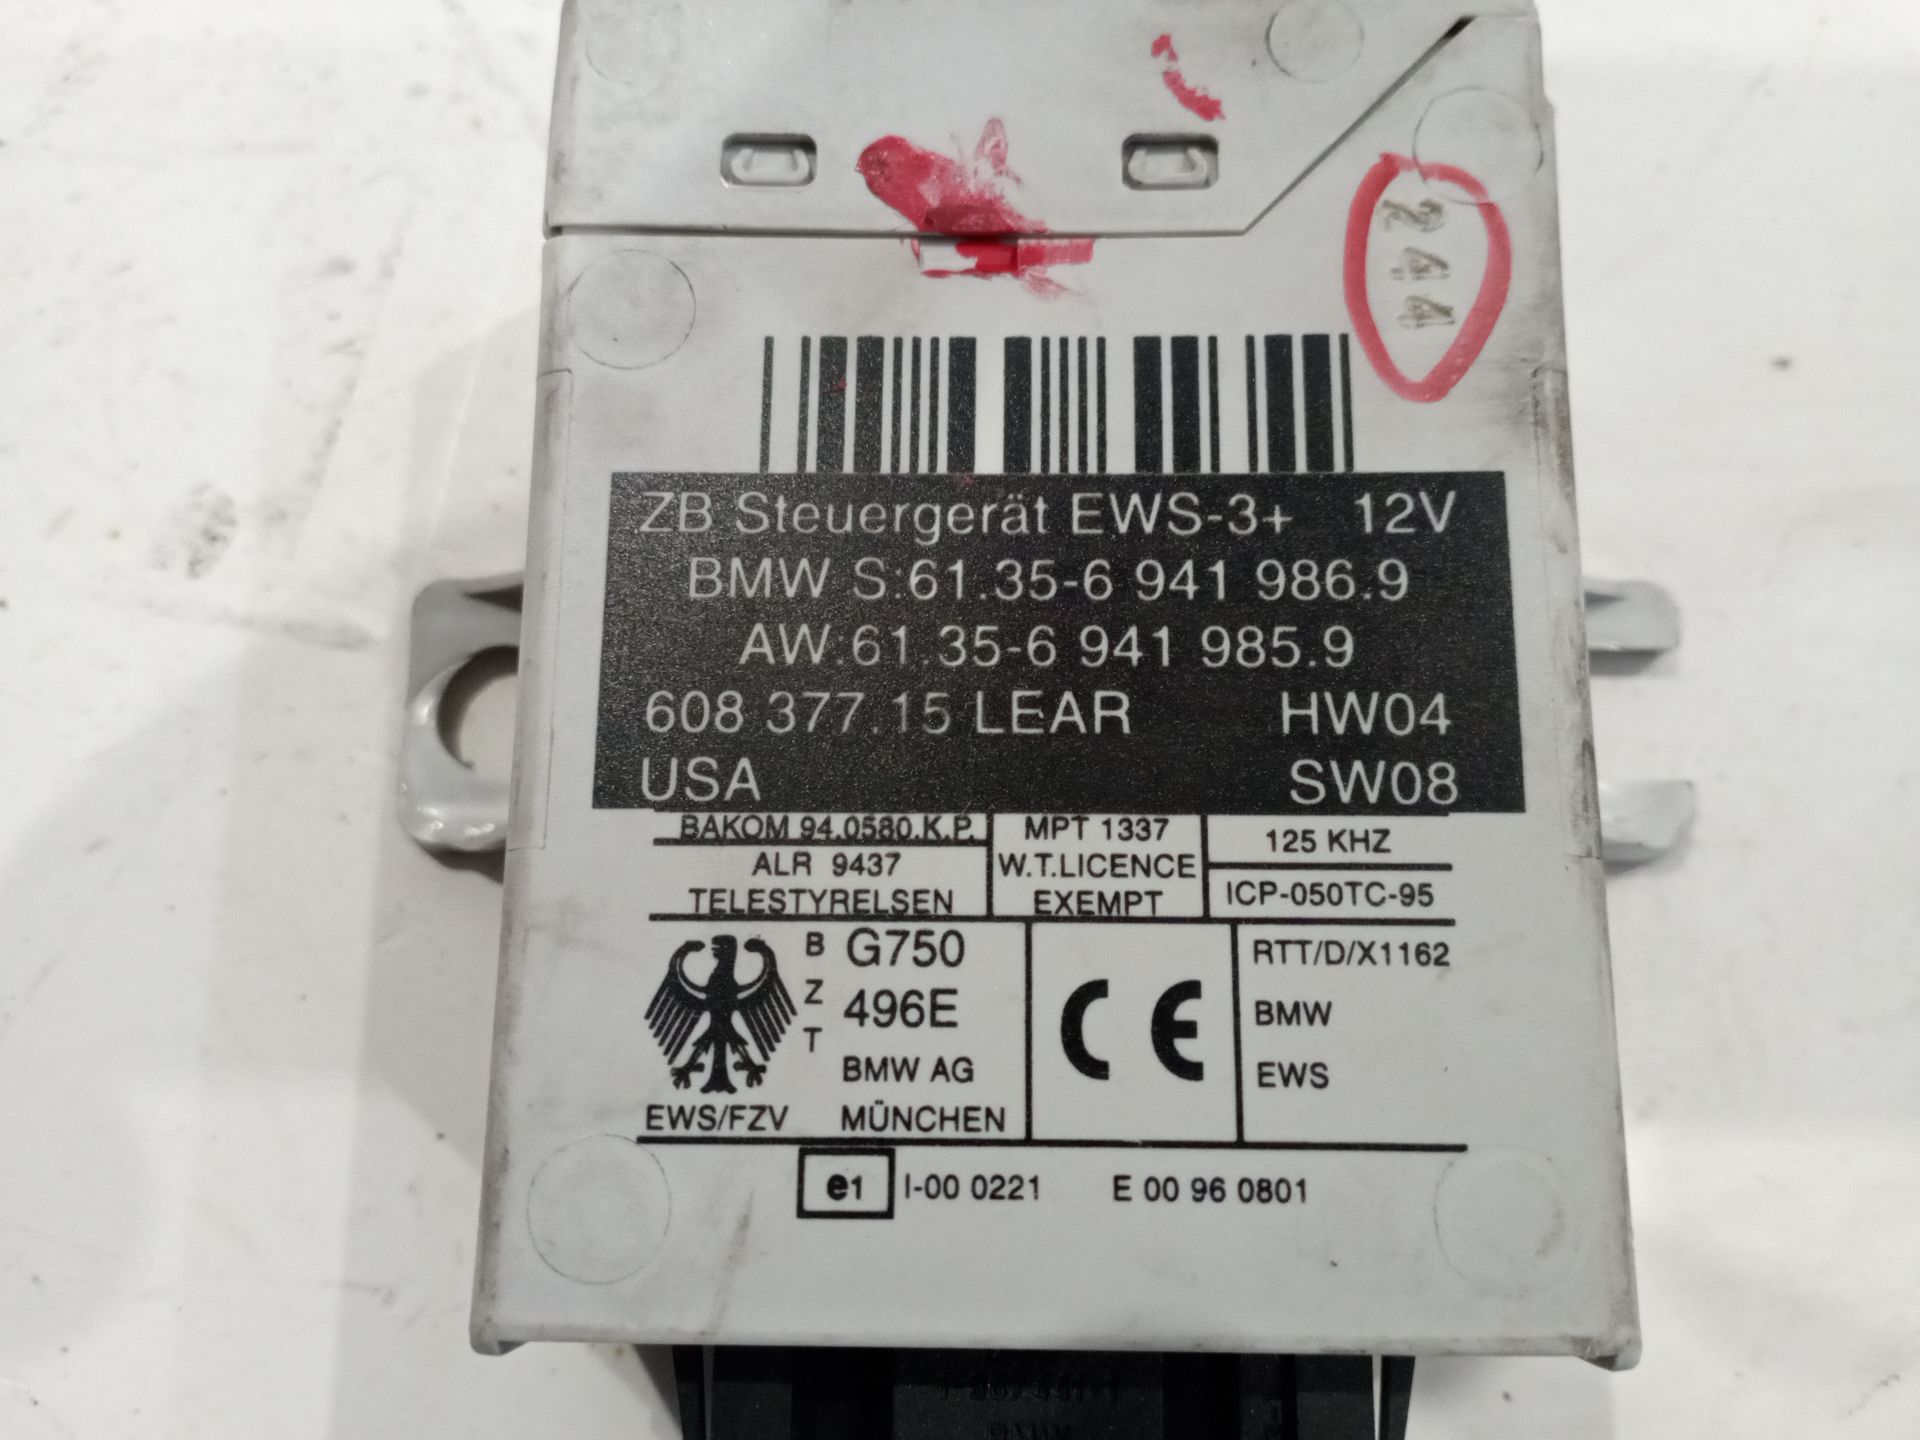 244
ZB Steuergerät EWS-3+ 12V
BMW S:61.35-6 941 986.9
AW:61.35-6 941 985.9
608 377.15 LEAR HW04
USA SW08
BAKOM 94.0580.K.P.
ALR 9437
TELESTYRELSEN
MPT 1337
W.T.LICENCE
EXEMPT
125 KHZ
ICP-050TC-95
BZT
G750
496E
BMW AG
MÜNCHEN
EWS/FZV
CE
RTT/D/X1162
BMW
EWS
e1 I-00 0221 E 00 96 0801
BMW